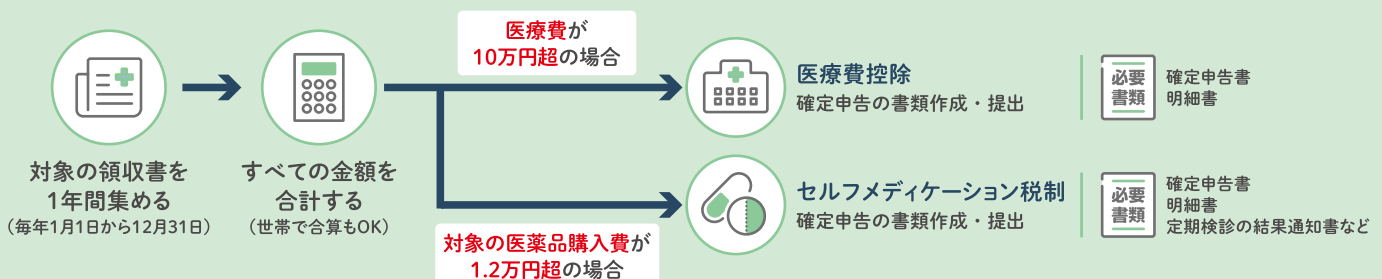 対象の領収書を
1年間集める
(毎年1月1日から12月31日)
すべての金額を
合計する
(世帯で合算もOK)
医療費が
10万円超の場合
対象の医薬品購入費が
1.2万円超の場合
医療費控除
確定申告の書類作成・提出
必要
書類
確定申告書
明細書
セルフメディケーション税制
確定申告の書類作成・提出
必要
書類
確定申告書
明細書
定期検診の結果通知書など